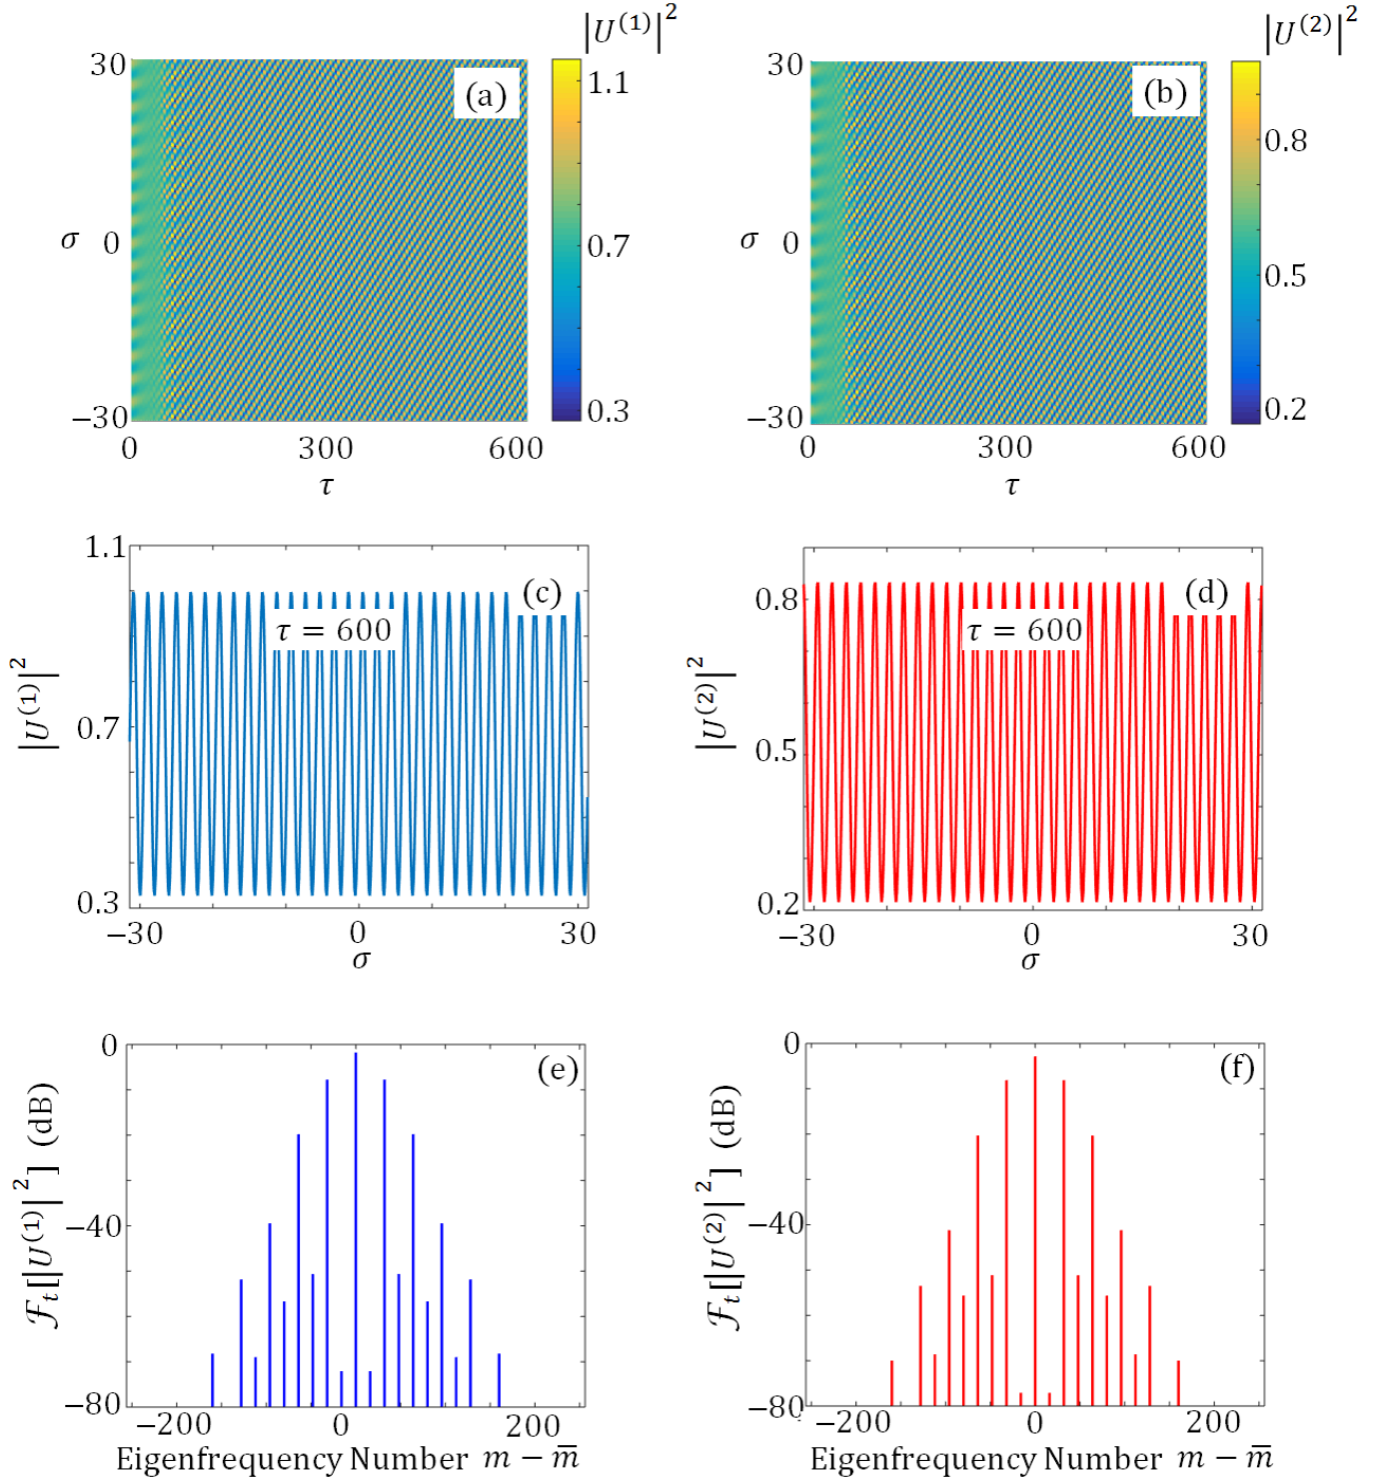 |U⁽¹⁾|²
30
(a)
1.1
σ
0
0.7
−30
0.3
0
300
600
τ
|U⁽²⁾|²
30
(b)
0.8
σ
0
0.5
−30
0.2
0
300
600
τ
1.1
(c)
τ = 600
|U⁽¹⁾|²
0.7
0.3
−30
0
30
σ
(d)
0.8
τ = 600
|U⁽²⁾|²
0.5
0.2
−30
0
30
σ
0
(e)
ℱₜ[|U⁽¹⁾|²] (dB)
−40
−80
−200
0
200
Eigenfrequency Number m − m̅
0
(f)
ℱₜ[|U⁽²⁾|²] (dB)
−40
−80
−200
0
200
Eigenfrequency Number m − m̅